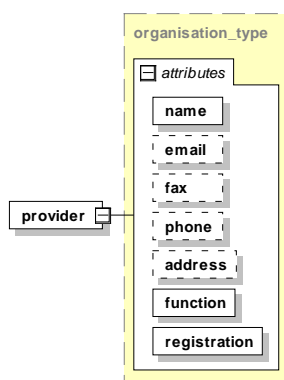 organisation_type
attributes
name
email
fax
provider
phone
address
function
registration